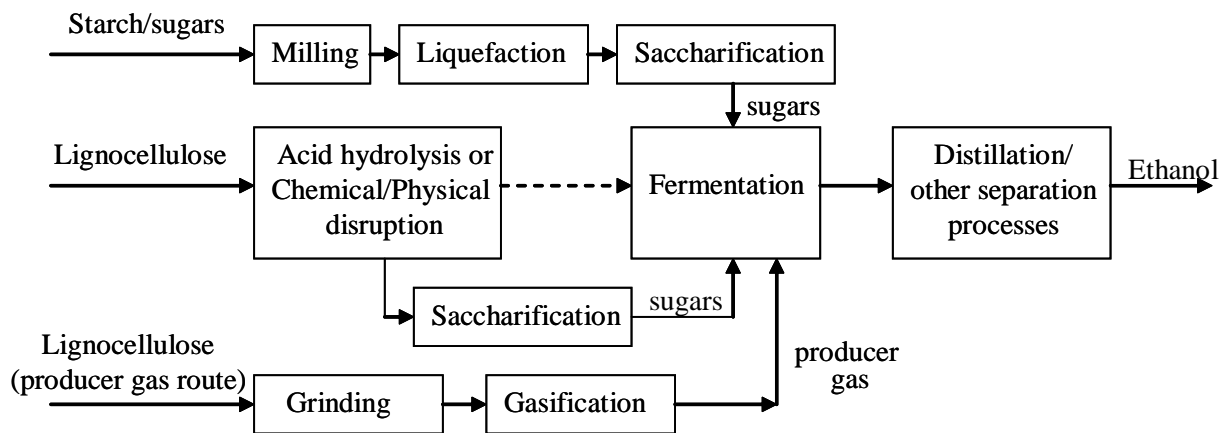 Starch/sugars
Milling
Liquefaction
Saccharification
sugars
Lignocellulose
Acid hydrolysis or
Chemical/Physical
disruption
Fermentation
Distillation/
other separation
processes
Ethanol
Saccharification
sugars
Lignocellulose
(producer gas route)
Grinding
Gasification
producer
gas